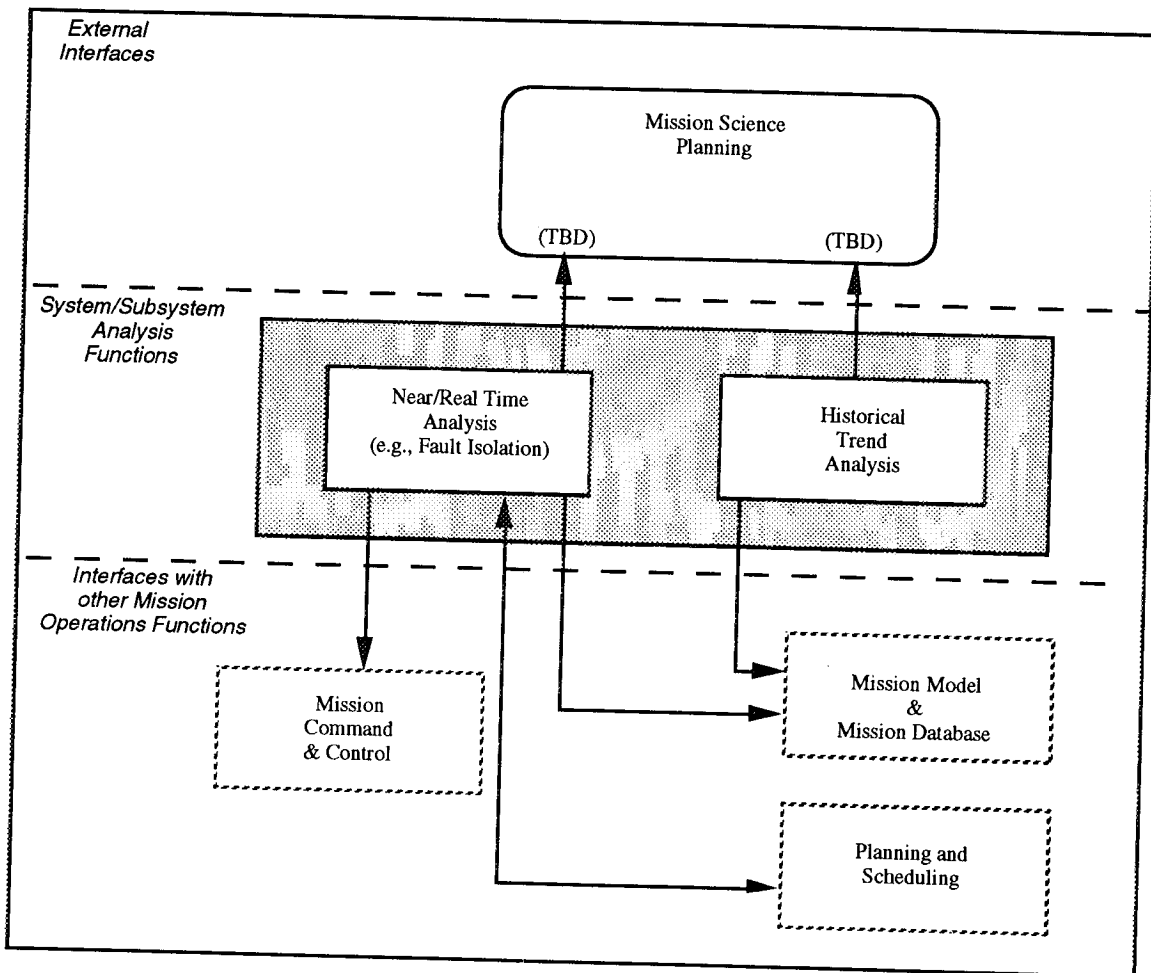 External
Interfaces
Mission Science
Planning
(TBD)
(TBD)
System/Subsystem
Analysis
Functions
Near/Real Time
Analysis
(e.g., Fault Isolation)
Historical
Trend
Analysis
Interfaces with
other Mission
Operations Functions
Mission
Command
& Control
Mission Model
&
Mission Database
Planning and
Scheduling